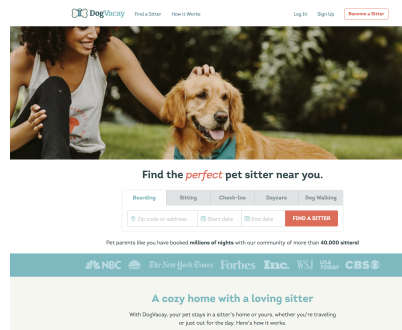 DogVacay Find a Sitter How It Works Log In Sign Up Become a Sitter
Find the perfect pet sitter near you.
Boarding Sitting Check-Ins Daycare Dog Walking
Zip code or address Start date End date FIND A SITTER
Pet parents like you have booked millions of nights with our community of more than 40,000 sitters!
NBC The New York Times Forbes Inc. WSJ USA TODAY CBS
A cozy home with a loving sitter
With DogVacay, your pet stays in a sitter's home or yours, whether you're traveling
or just out for the day. Here's how it works.